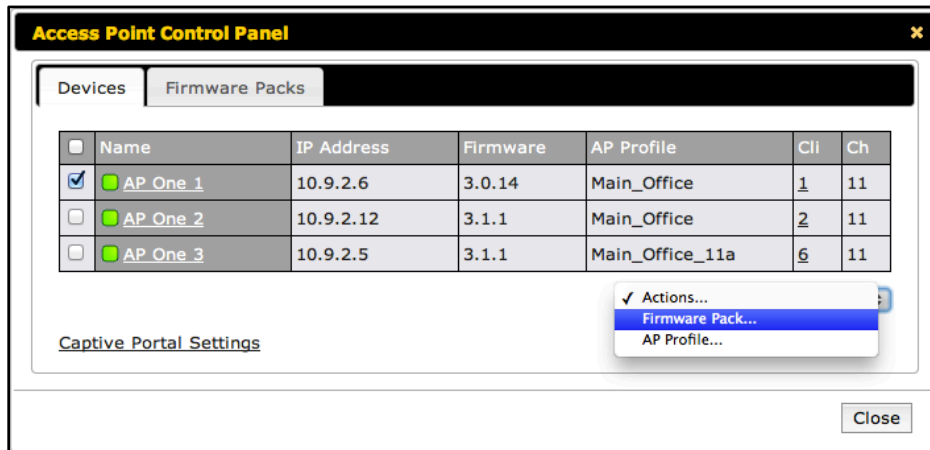 Access Point Control Panel
Devices Firmware Packs
Name IP Address Firmware AP Profile Cli Ch
AP One 1 10.9.2.6 3.0.14 Main_Office 1 11
AP One 2 10.9.2.12 3.1.1 Main_Office 2 11
AP One 3 10.9.2.5 3.1.1 Main_Office_11a 6 11
Actions...
Firmware Pack...
AP Profile...
Captive Portal Settings
Close